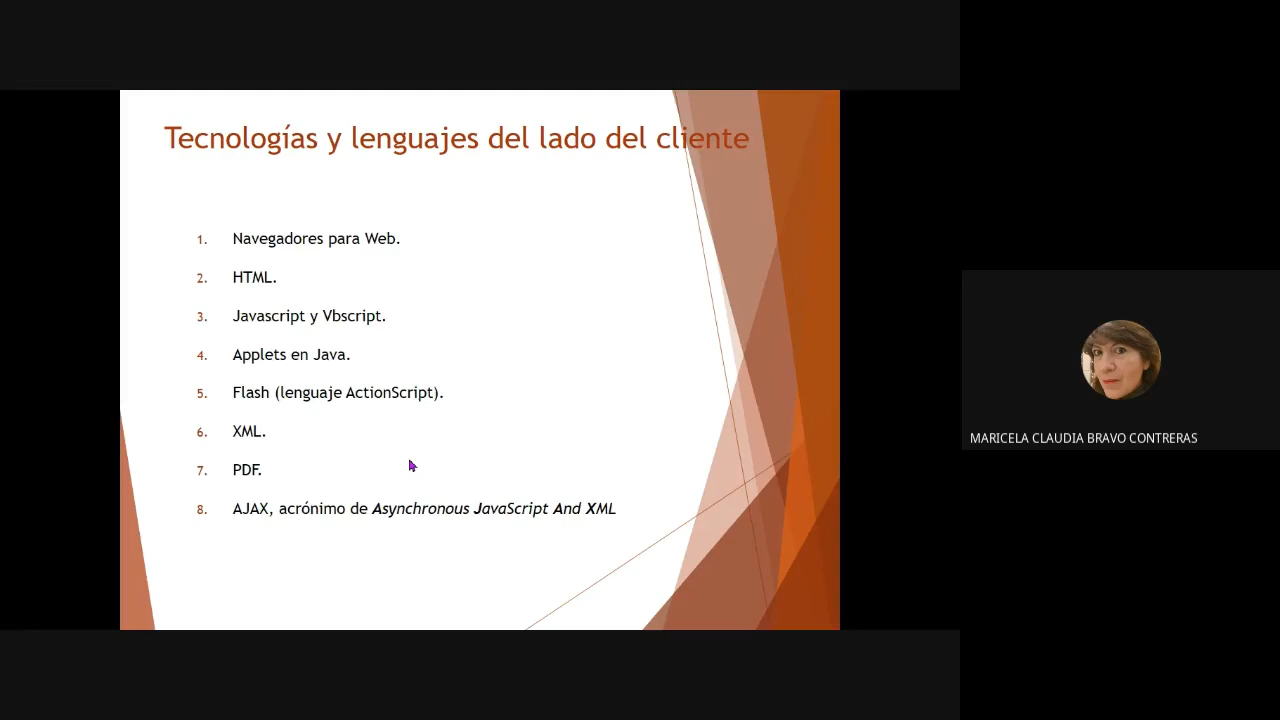 Tecnologías y lenguajes del lado del cliente
1. Navegadores para Web.
2. HTML.
3. Javascript y Vbscript.
4. Applets en Java.
5. Flash (lenguaje ActionScript).
6. XML.
7. PDF.
8. AJAX, acrónimo de Asynchronous JavaScript And XML
MARICELA CLAUDIA BRAVO CONTRERAS